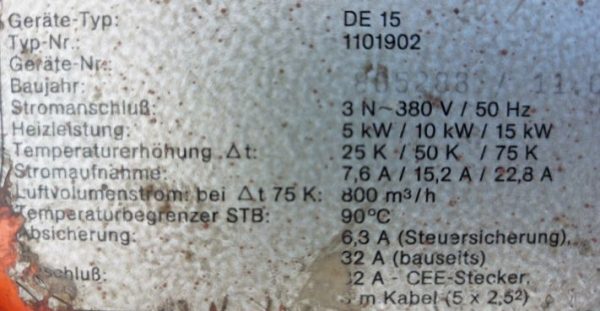 Geräte-Typ: DE 15
Typ-Nr.: 1101902
Geräte-Nr.:
Baujahr:
Stromanschluß: 3 N~380 V / 50 Hz
Heizleistung: 5 kW / 10 kW / 15 kW
Temperaturerhöhung Δt: 25 K / 50 K / 75 K
Stromaufnahme: 7,6 A / 15,2 A / 22,8 A
Luftvolumenstrom: bei Δt 75 K: 800 m³/h
Temperaturbegrenzer STB: 90°C
Absicherung: 6,3 A (Steuersicherung),
32 A (bauseits)
A - CEE-Stecker,
m Kabel (5 x 2,5²)